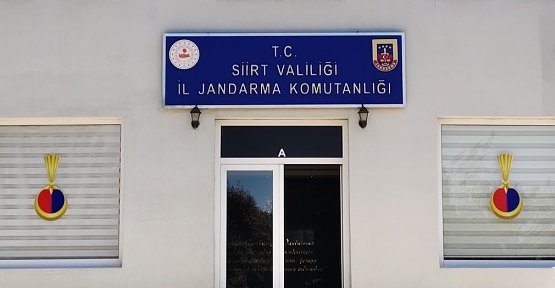 T.C.
SİİRT VALİLİĞİ
İL JANDARMA KOMUTANLIĞI
A